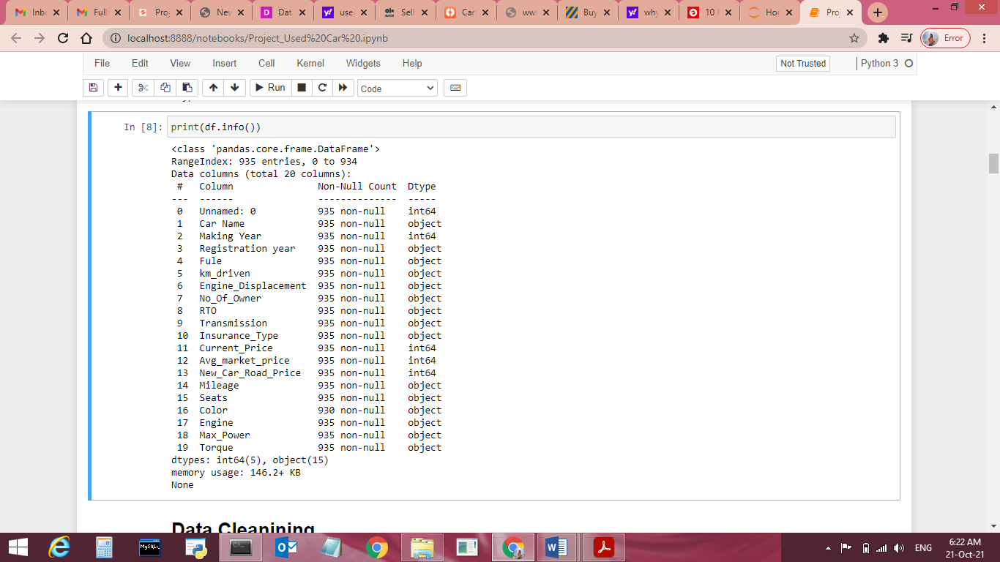 Inbo
Full
Proj
New
Data
used
Sell
Carl
www
Buy
why
10 F
Hor
Proj
localhost:8888/notebooks/Project_Used%20Car%20.ipynb
Error
File Edit View Insert Cell Kernel Widgets Help
Not Trusted
Python 3
Run
Code
In [8]: print(df.info())
<class 'pandas.core.frame.DataFrame'>
RangeIndex: 935 entries, 0 to 934
Data columns (total 20 columns):
# Column Non-Null Count Dtype
--- ------ -------------- -----
0 Unnamed: 0 935 non-null int64
1 Car Name 935 non-null object
2 Making Year 935 non-null int64
3 Registration year 935 non-null object
4 Fule 935 non-null object
5 km_driven 935 non-null object
6 Engine_Displacement 935 non-null object
7 No_Of_Owner 935 non-null object
8 RTO 935 non-null object
9 Transmission 935 non-null object
10 Insurance_Type 935 non-null object
11 Current_Price 935 non-null int64
12 Avg_market_price 935 non-null int64
13 New_Car_Road_Price 935 non-null int64
14 Mileage 935 non-null object
15 Seats 935 non-null object
16 Color 930 non-null object
17 Engine 935 non-null object
18 Max_Power 935 non-null object
19 Torque 935 non-null object
dtypes: int64(5), object(15)
memory usage: 146.2+ KB
None
Data Cleanining
ENG
6:22 AM
21-Oct-21